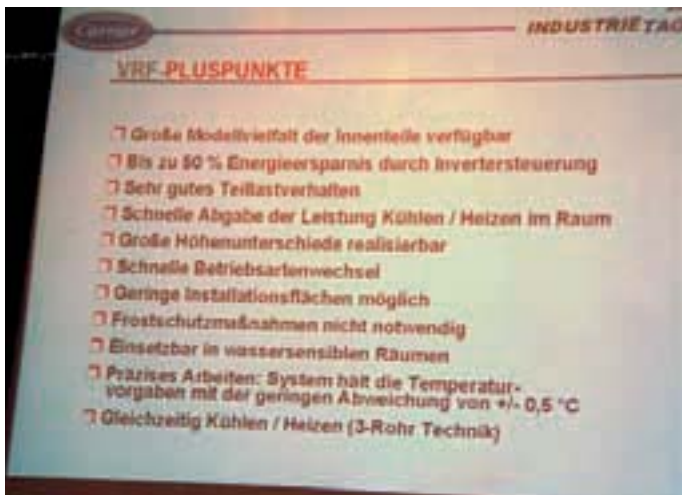 Carrier
INDUSTRIETAG
VRF-PLUSPUNKTE
Große Modellvielfalt der Innenteile verfügbar
Bis zu 50 % Energieersparnis durch Invertersteuerung
Sehr gutes Teillastverhalten
Schnelle Abgabe der Leistung Kühlen / Heizen im Raum
Große Höhenunterschiede realisierbar
Schnelle Betriebsartenwechsel
Geringe Installationsflächen möglich
Frostschutzmaßnahmen nicht notwendig
Einsetzbar in wassersensiblen Räumen
Präzises Arbeiten: System hält die Temperatur-
vorgaben mit der geringen Abweichung von +/- 0,5 °C
Gleichzeitig Kühlen / Heizen (3-Rohr Technik)